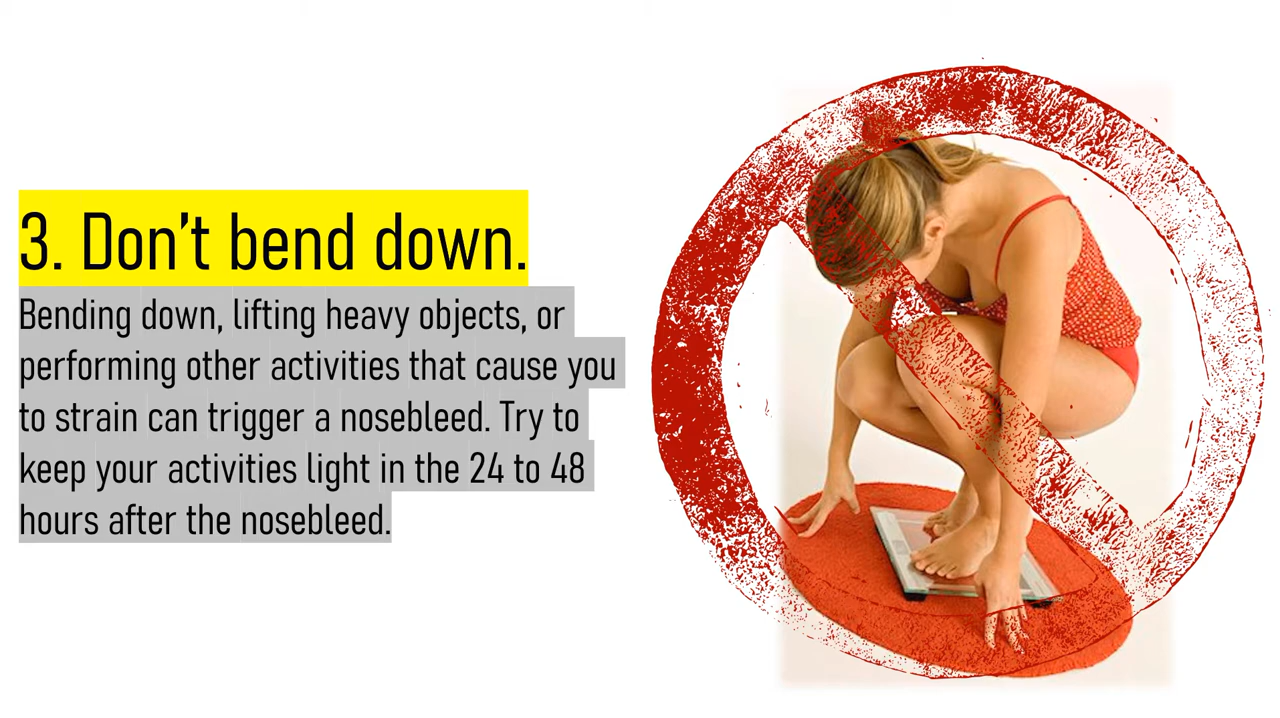 3. Don't bend down.
Bending down, lifting heavy objects, or
performing other activities that cause you
to strain can trigger a nosebleed. Try to
keep your activities light in the 24 to 48
hours after the nosebleed.